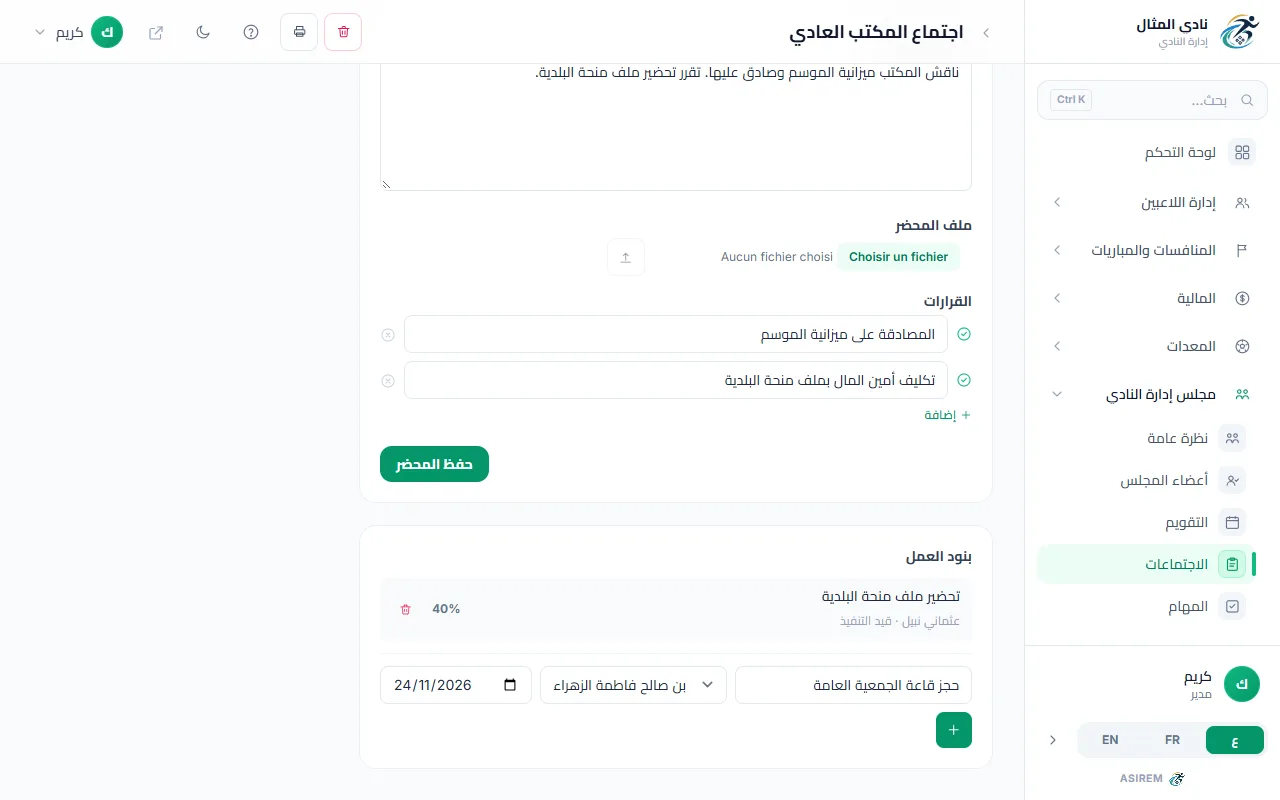 نادي المثال
إدارة النادي
بحث...
Ctrl K
لوحة التحكم
إدارة اللاعبين
المنافسات والمباريات
المالية
المعدات
مجلس إدارة النادي
نظرة عامة
أعضاء المجلس
التقويم
الاجتماعات
المهام
ك
كريم
مدير
ع
FR
EN
ASIREM
اجتماع المكتب العادي
ك
كريم
ناقش المكتب ميزانية الموسم وصادق عليها. تقرر تحضير ملف منحة البلدية.
ملف المحضر
Choisir un fichier
Aucun fichier choisi
القرارات
المصادقة على ميزانية الموسم
تكليف أمين المال بملف منحة البلدية
+ إضافة
حفظ المحضر
بنود العمل
تحضير ملف منحة البلدية
40%
عثماني نبيل · قيد التنفيذ
حجز قاعة الجمعية العامة
بن صالح فاطمة الزهراء
24/11/2026
+